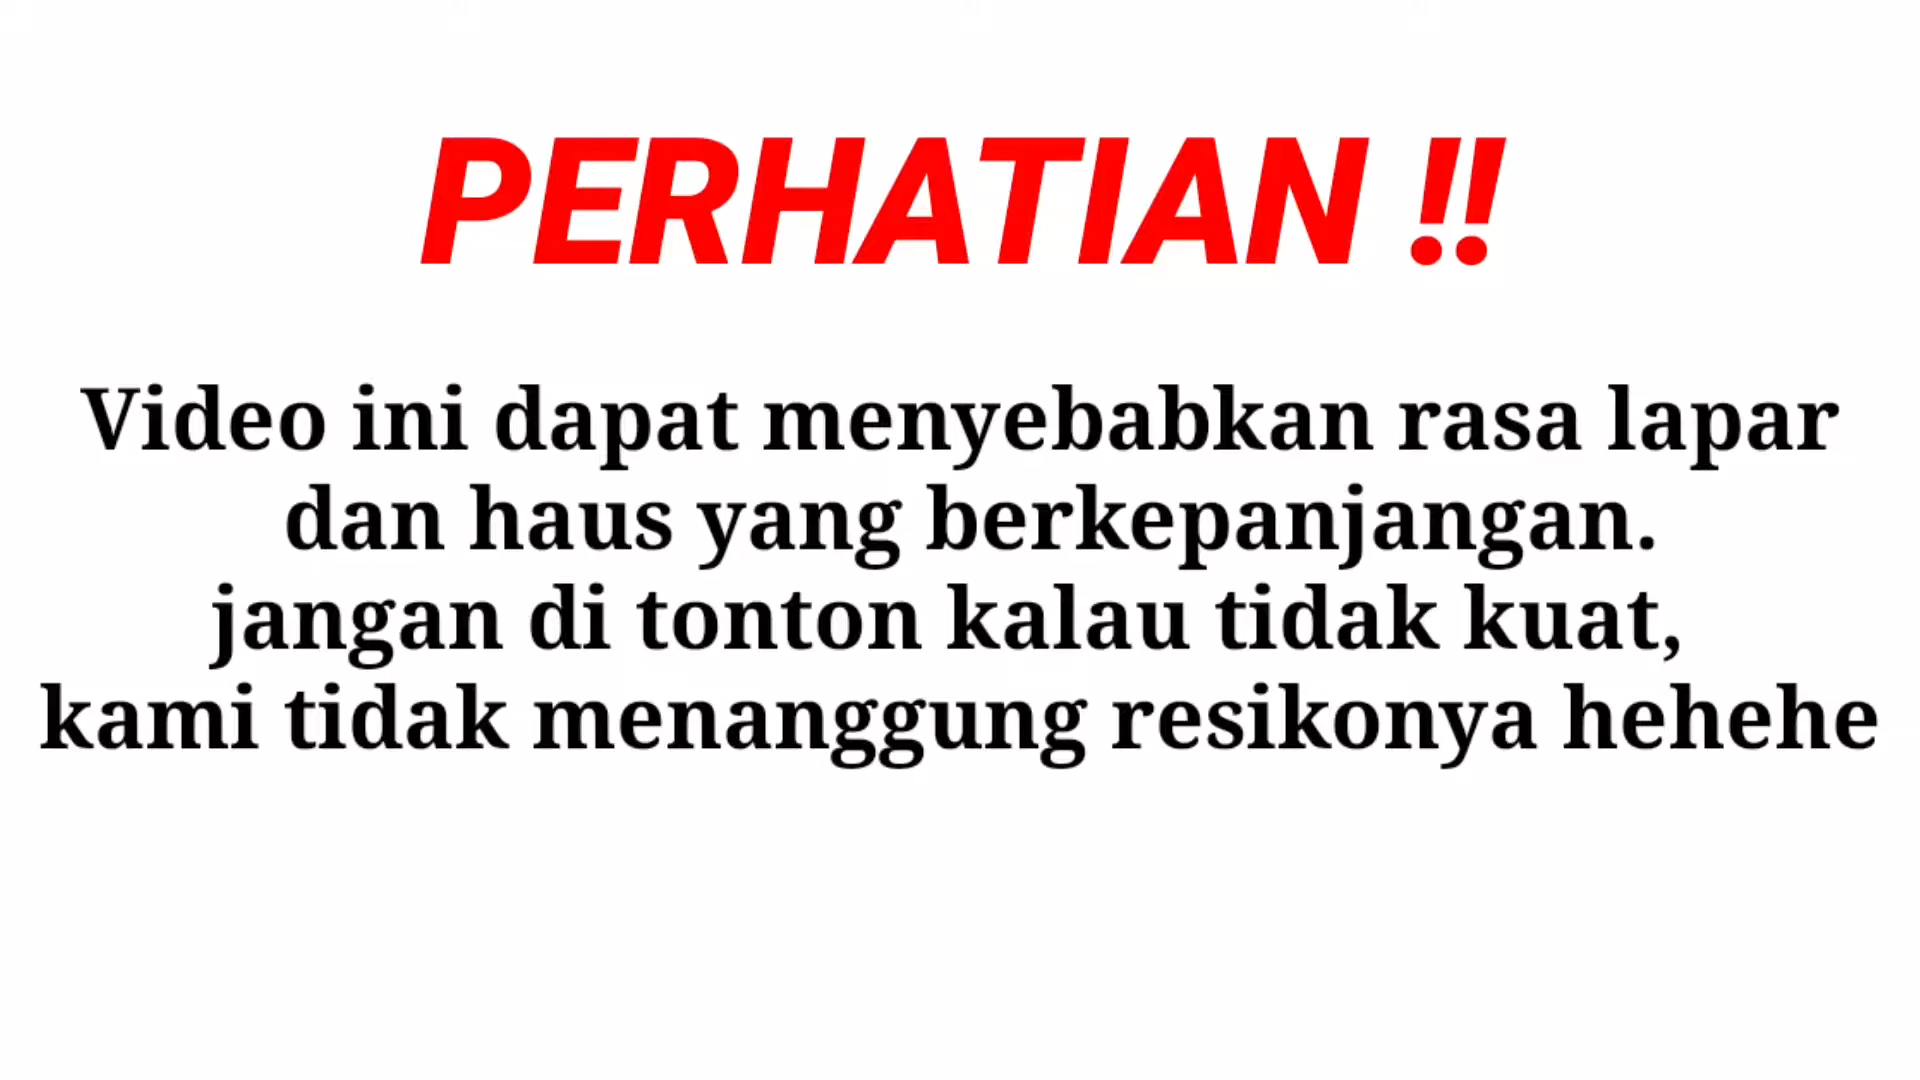 PERHATIAN !!
Video ini dapat menyebabkan rasa lapar
dan haus yang berkepanjangan.
jangan di tonton kalau tidak kuat,
kami tidak menanggung resikonya hehehe